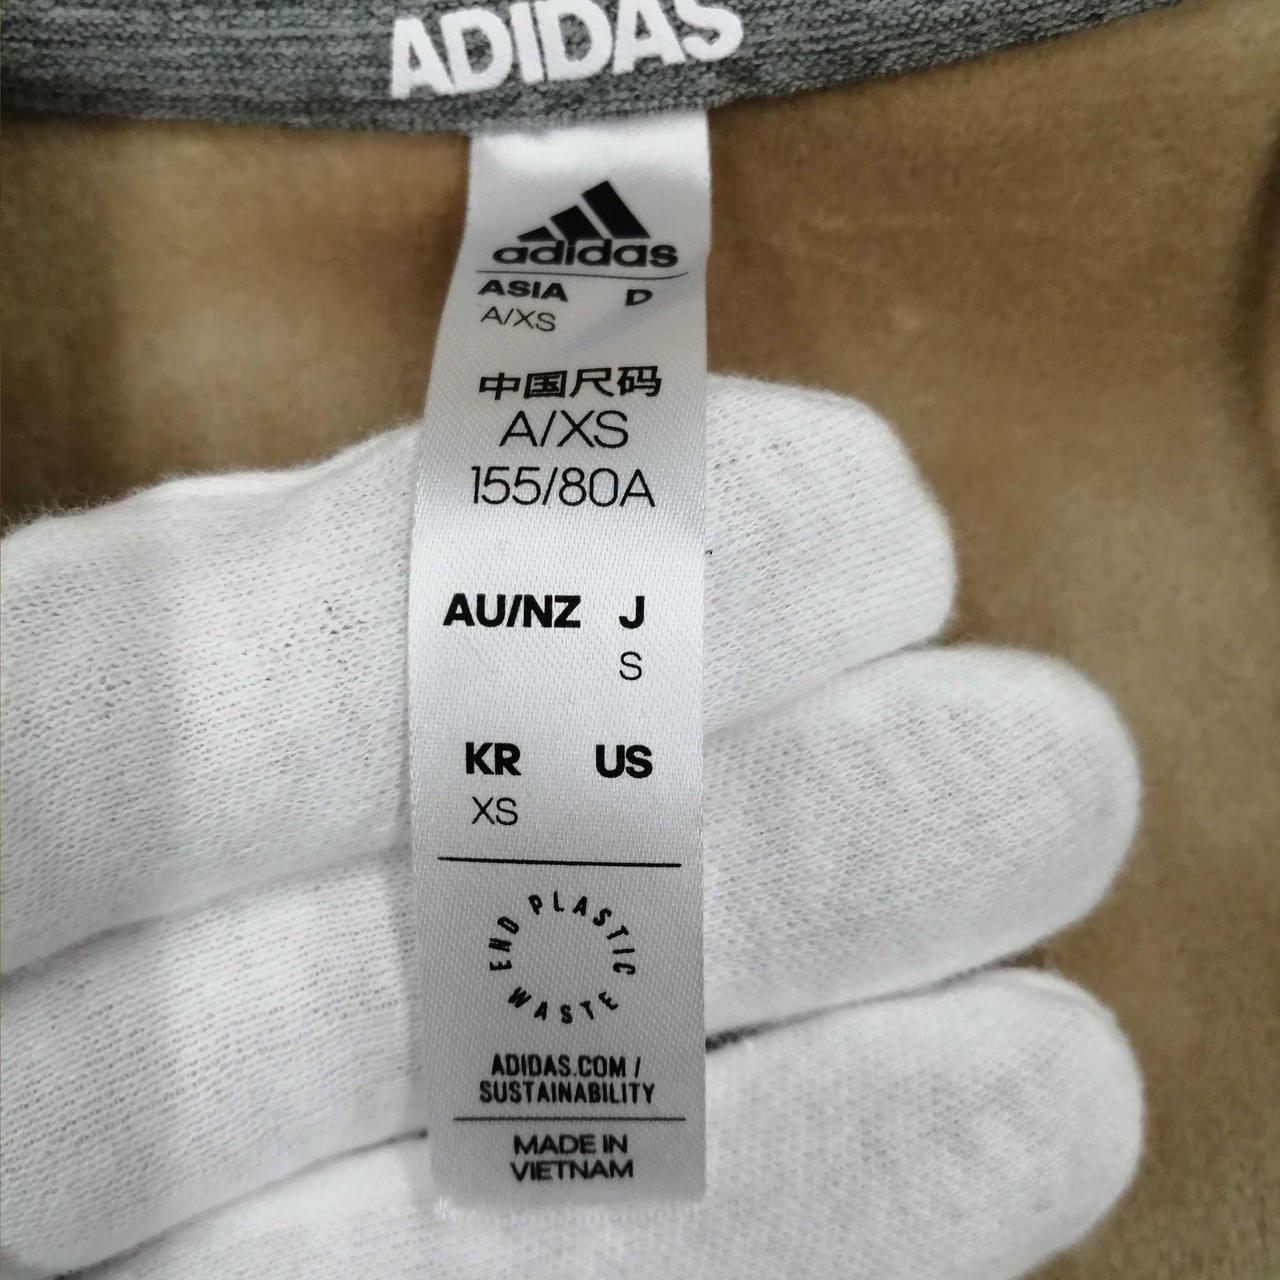 ADIDAS
adidas
ASIA D
A/XS
中国尺码
A/XS
155/80A
AU/NZ J
S
KR US
XS
END PLASTIC WASTE
ADIDAS.COM /
SUSTAINABILITY
MADE IN
VIETNAM